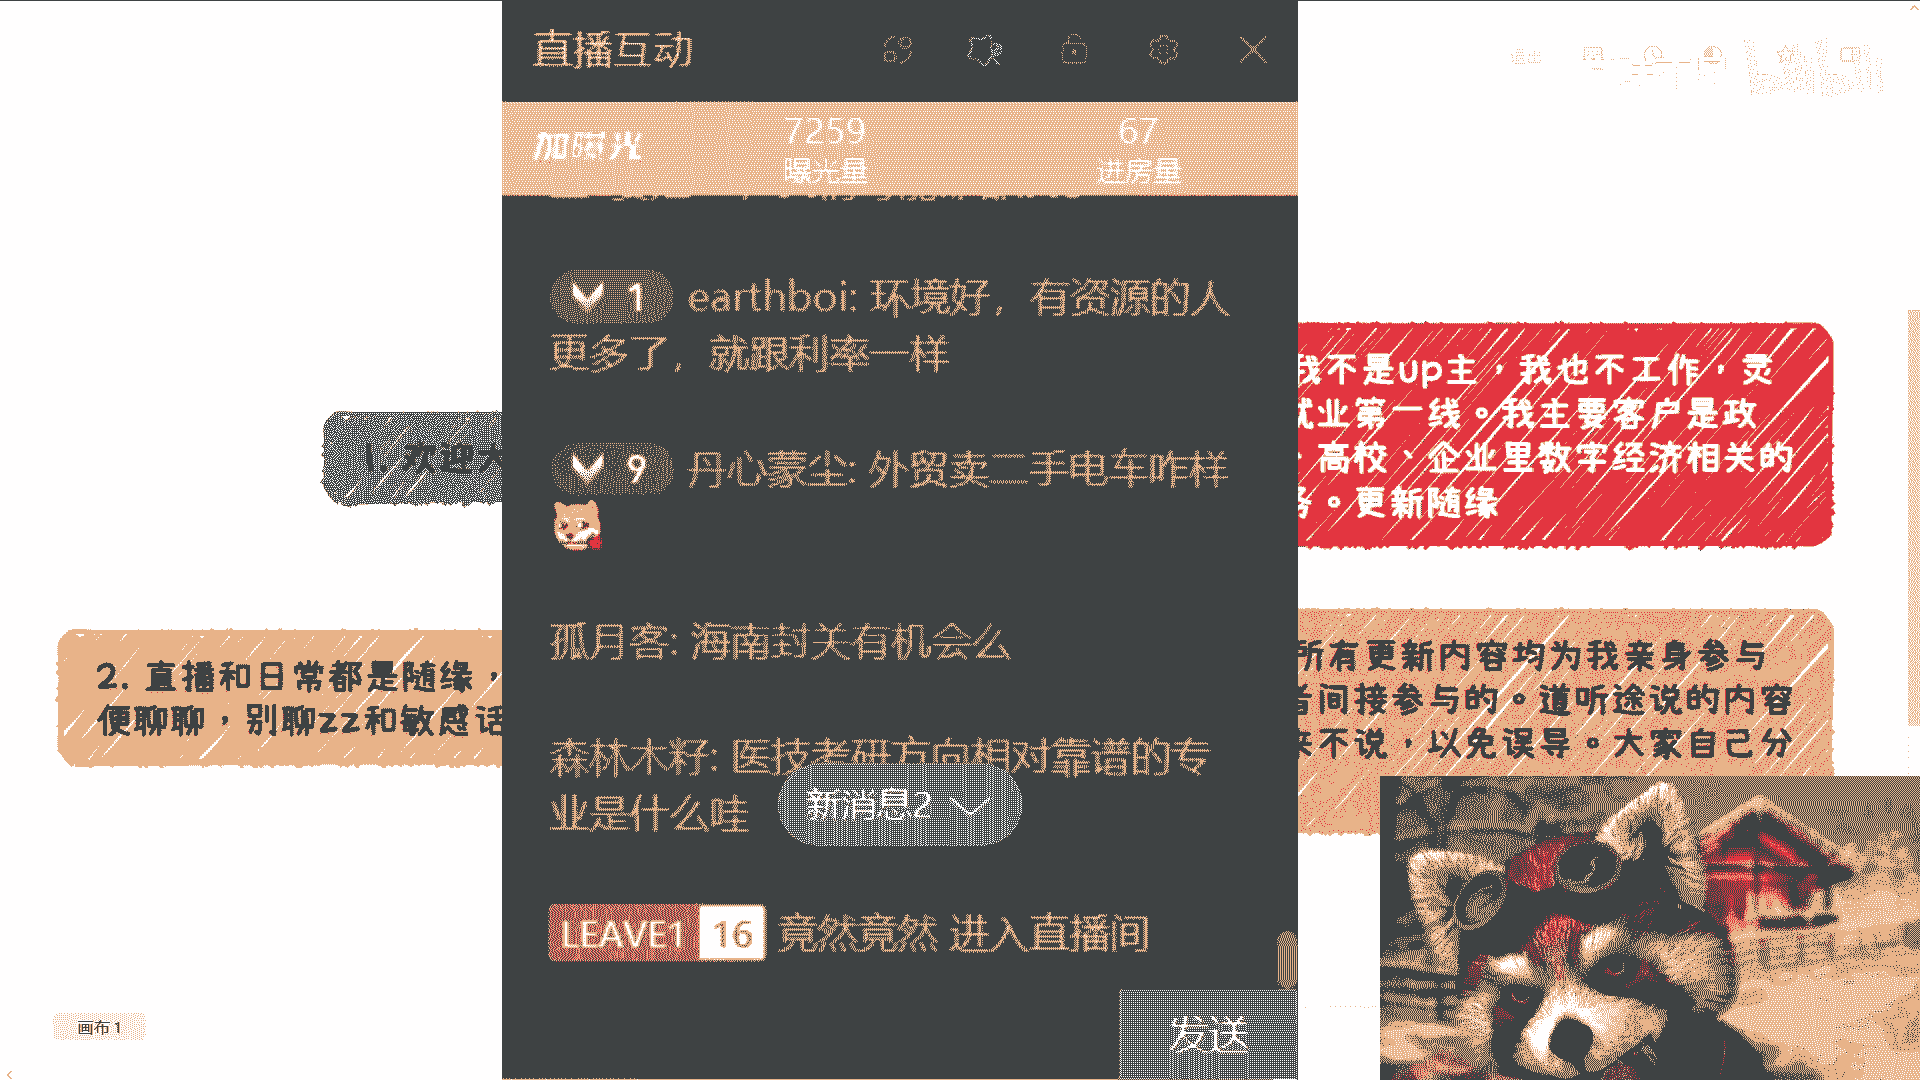 直播互动
加曝光
7259
曝光量
67
进房量
1 earthboi: 环境好，有资源的人
更多了，就跟利率一样
9 丹心蒙尘: 外贸卖二手电车咋样
孤月客: 海南封关有机会么
森林木籽: 医技考研方向相对靠谱的专
业是什么哇
新消息2
LEAVE1 16 竟然竟然 进入直播间
发送
1. 欢迎大
2. 直播和日常都是随缘，
便聊聊，别聊zz和敏感话
我不是up主，我也不工作，灵
就业第一线。我主要客户是政
、高校、企业里数字经济相关的
务。更新随缘
所有更新内容均为我亲身参与
者间接参与的。道听途说的内容
来不说，以免误导。大家自己分
画布 1